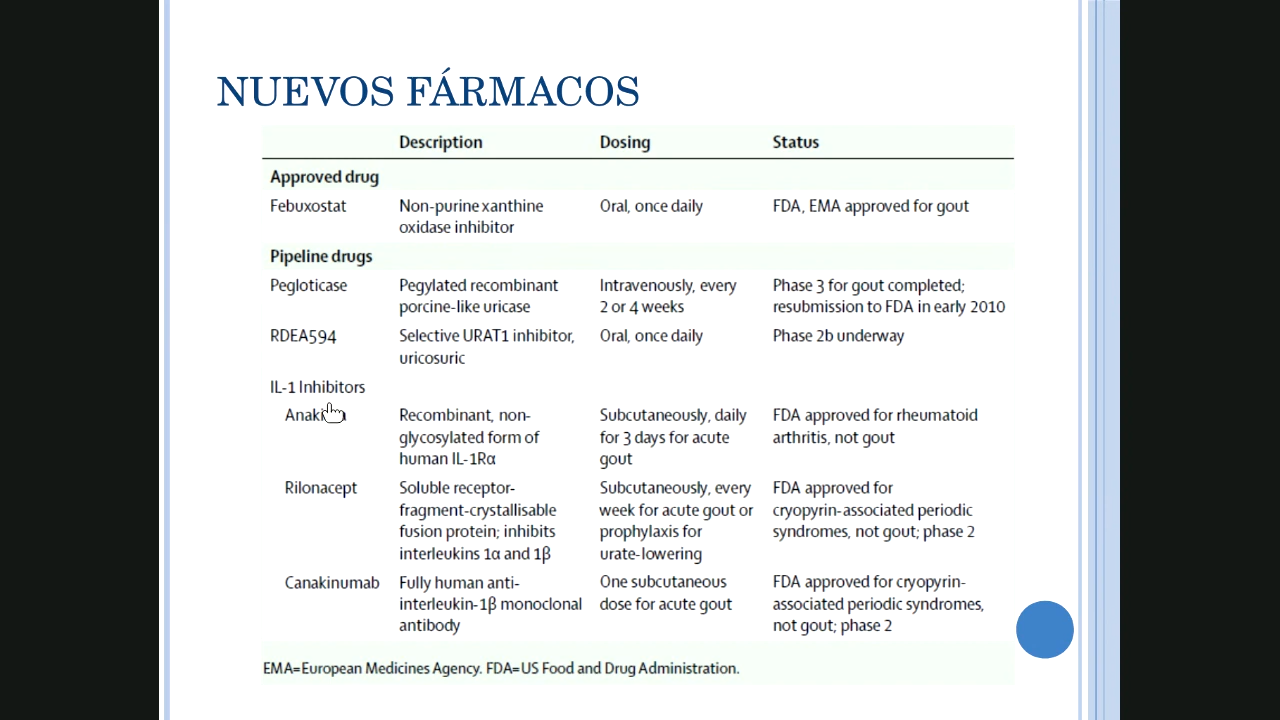 NUEVOS FÁRMACOS
Description Dosing Status
Approved drug
Febuxostat Non-purine xanthine Oral, once daily FDA, EMA approved for gout
oxidase inhibitor
Pipeline drugs
Pegloticase Pegylated recombinant Intravenously, every Phase 3 for gout completed;
porcine-like uricase 2 or 4 weeks resubmission to FDA in early 2010
RDEA594 Selective URAT1 inhibitor, Oral, once daily Phase 2b underway
uricosuric
IL-1 Inhibitors
Recombinant, non- Subcutaneously, daily FDA approved for rheumatoid
glycosylated form of for 3 days for acute arthritis, not gout
human IL-1Rα gout
Rilonacept Soluble receptor- Subcutaneously, every FDA approved for
fragment-crystallisable week for acute gout or cryopyrin-associated periodic
fusion protein; inhibits prophylaxis for syndromes, not gout; phase 2
interleukins 1α and 1β urate-lowering
Canakinumab Fully human anti- One subcutaneous FDA approved for cryopyrin-
interleukin-1β monoclonal dose for acute gout associated periodic syndromes,
antibody not gout; phase 2
EMA=European Medicines Agency. FDA=US Food and Drug Administration.